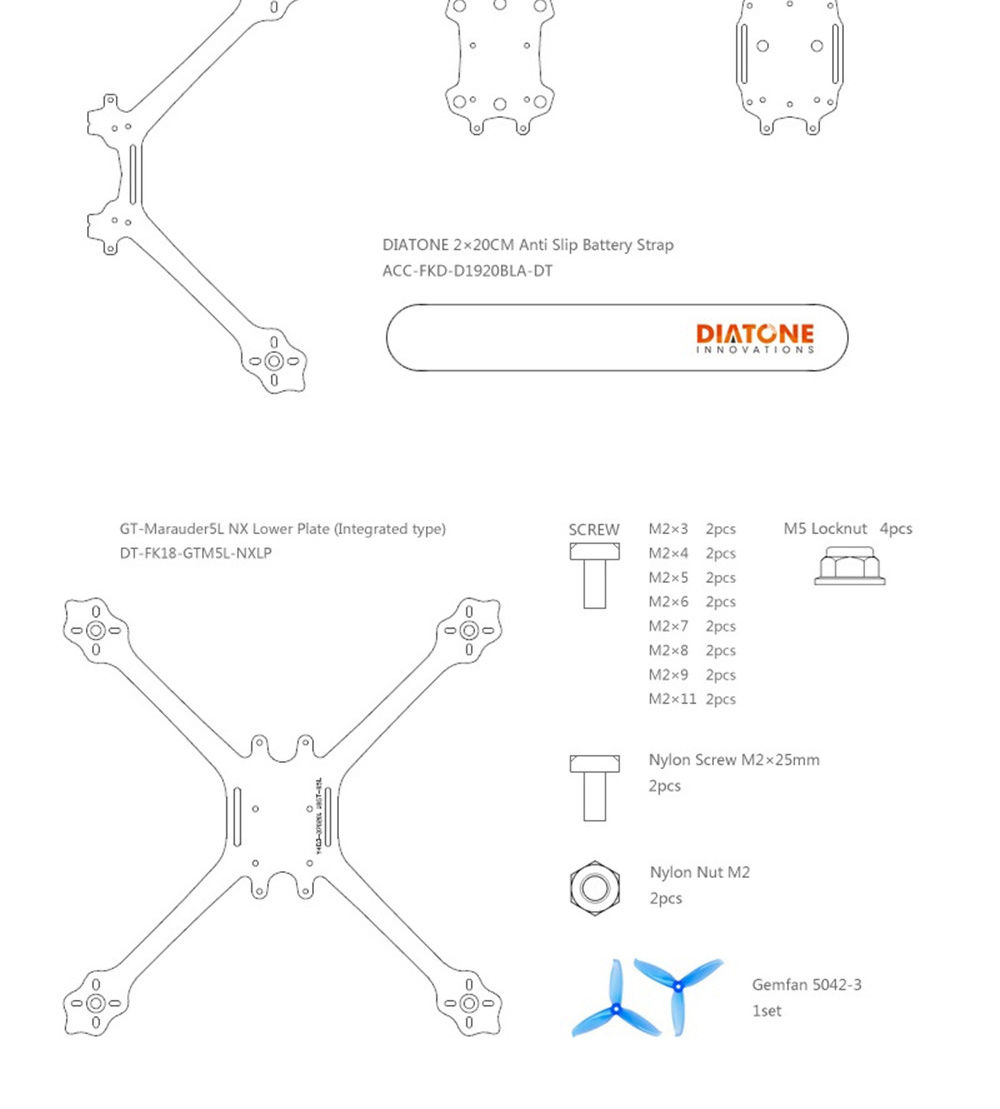 DIATONE 2×20CM Anti Slip Battery Strap
ACC-FKD-D1920BLA-DT
DIATONE
INNOVATIONS
GT-Marauder5L NX Lower Plate (Integrated type)
DT-FK18-GTM5L-NXLP
SCREW
M2×3 2pcs
M2×4 2pcs
M2×5 2pcs
M2×6 2pcs
M2×7 2pcs
M2×8 2pcs
M2×9 2pcs
M2×11 2pcs
M5 Locknut 4pcs
Nylon Screw M2×25mm
2pcs
Nylon Nut M2
2pcs
Gemfan 5042-3
1set